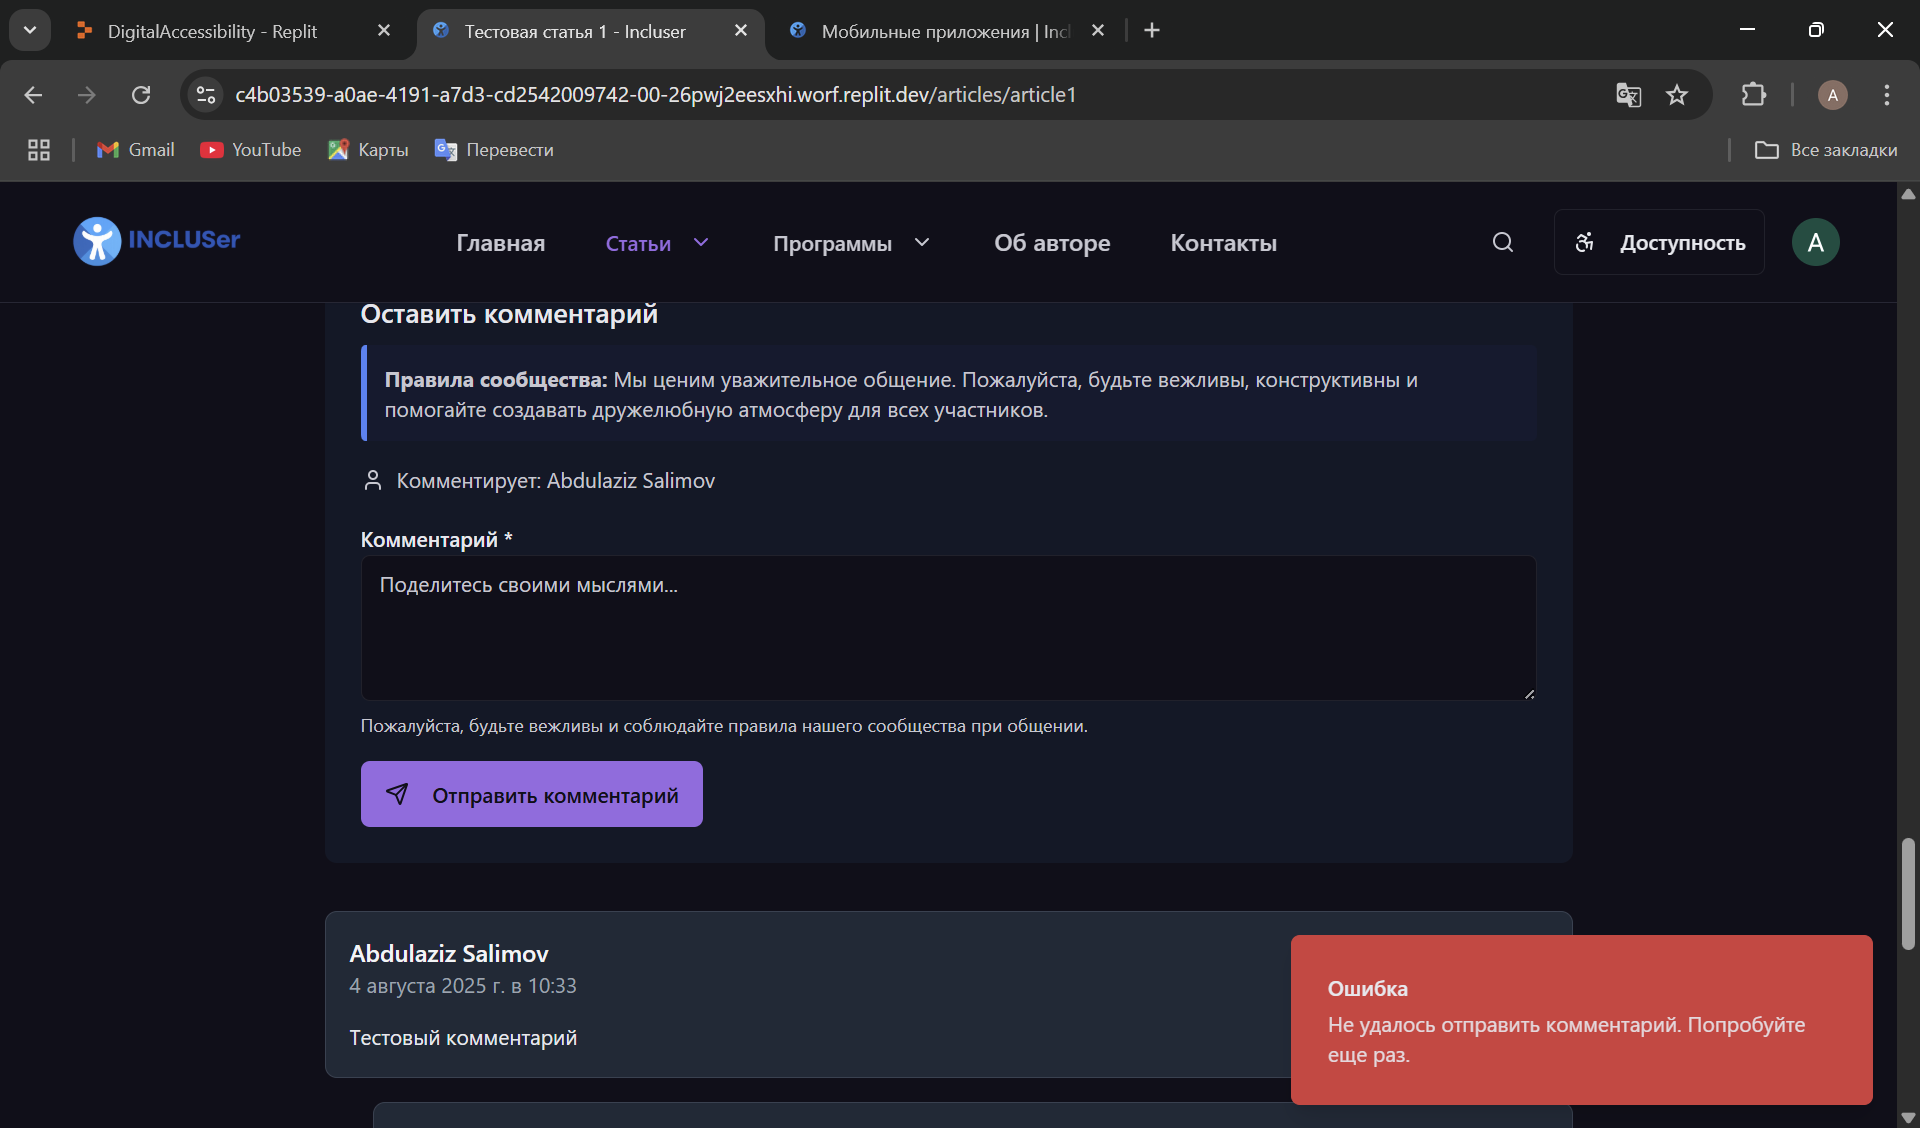 DigitalAccessibility - Replit
Тестовая статья 1 - Incluser
Мобильные приложения | Incl
c4b03539-a0ae-4191-a7d3-cd2542009742-00-26pwj2eesxhi.worf.replit.dev/articles/article1
A
Gmail
YouTube
Карты
Перевести
Все закладки
INCLUSer
Главная
Статьи
Программы
Об авторе
Контакты
Доступность
A
Оставить комментарий
Правила сообщества: Мы ценим уважительное общение. Пожалуйста, будьте вежливы, конструктивны и
помогайте создавать дружелюбную атмосферу для всех участников.
Комментирует: Abdulaziz Salimov
Комментарий *
Поделитесь своими мыслями...
Пожалуйста, будьте вежливы и соблюдайте правила нашего сообщества при общении.
Отправить комментарий
Abdulaziz Salimov
4 августа 2025 г. в 10:33
Тестовый комментарий
Ошибка
Не удалось отправить комментарий. Попробуйте
еще раз.